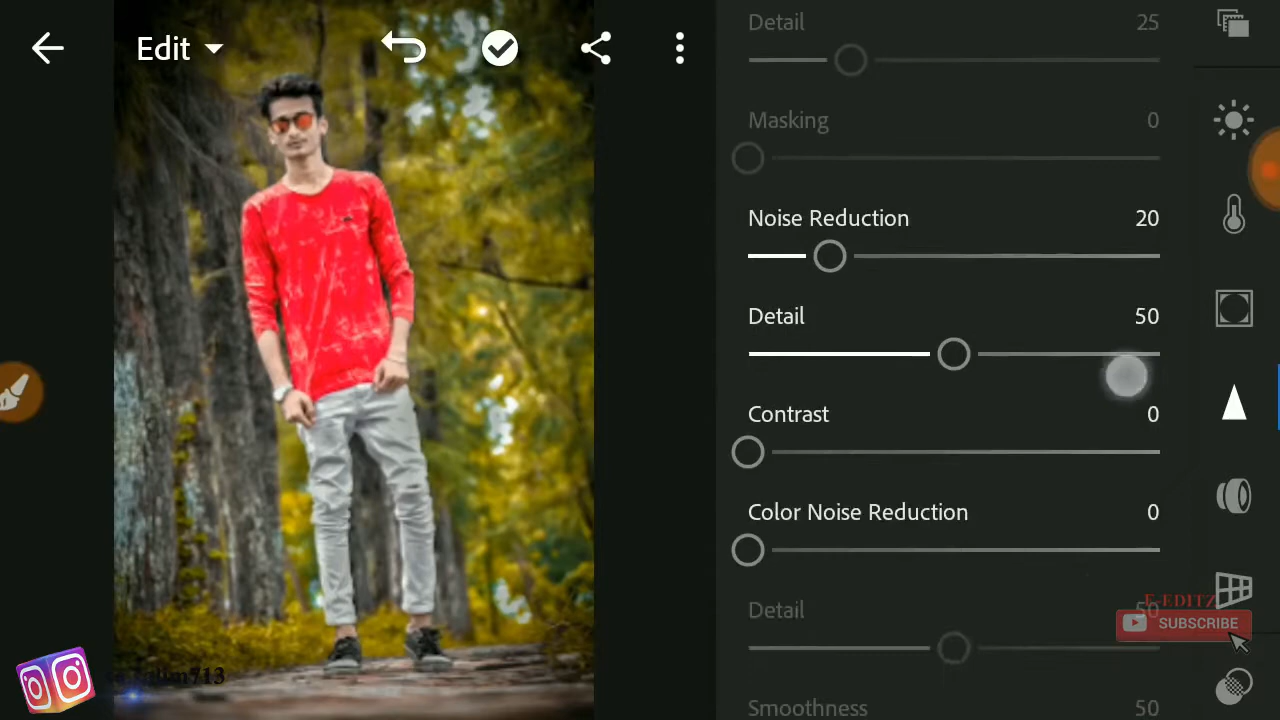 Edit
Detail 25
Masking 0
Noise Reduction 20
Detail 50
Contrast 0
Color Noise Reduction 0
E-EDITZ
Detail 50
SUBSCRIBE
Smoothness 50